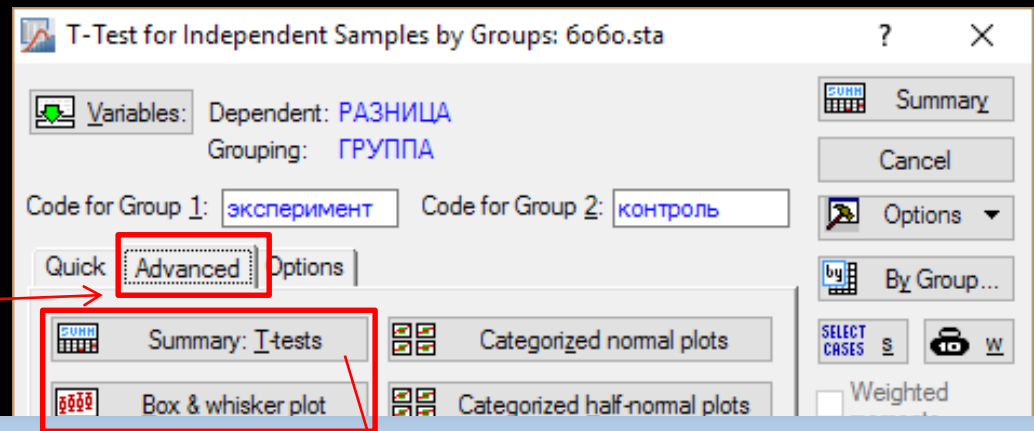 T-Test for Independent Samples by Groups: бобо.sta ? ✕
Variables: Dependent: РАЗНИЦА
Grouping: ГРУППА
Summary
Cancel
Code for Group 1: эксперимент Code for Group 2: контроль
Options
Quick Advanced Options
By Group...
Summary: T-tests Categorized normal plots
SELECT CASES S W
Box & whisker plot Categorized half-normal plots
Weighted